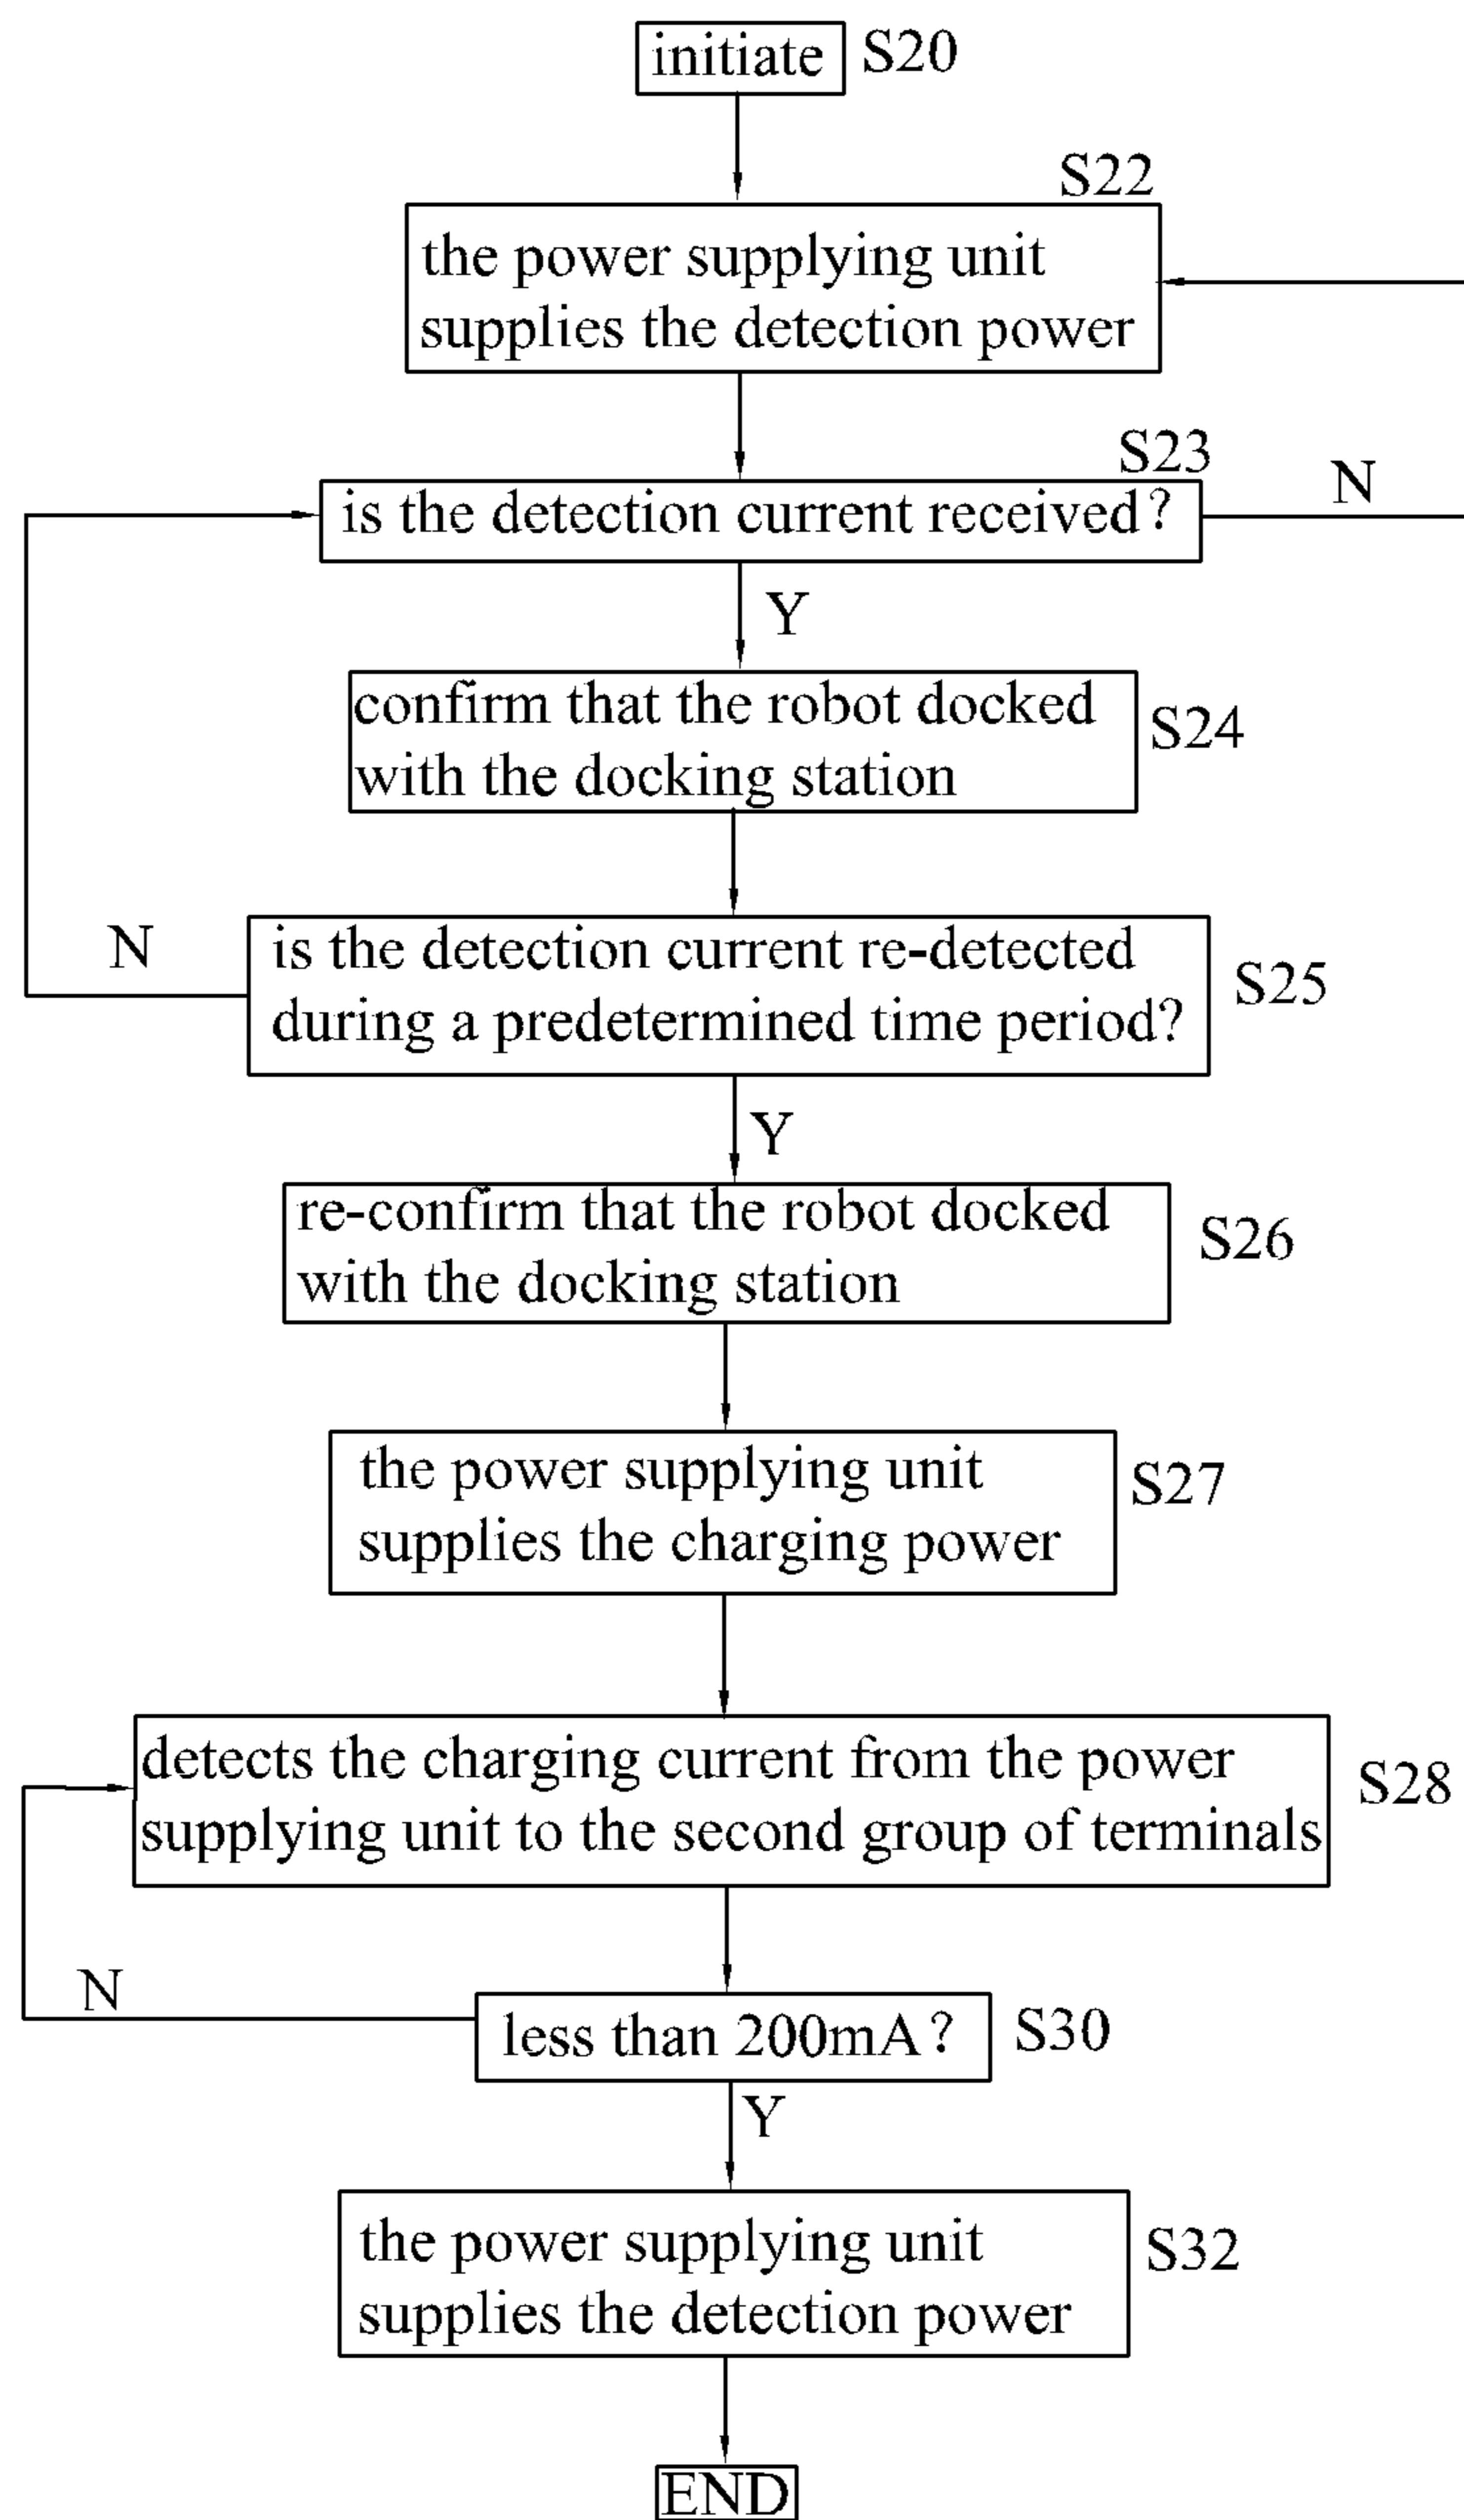 initiate S20
S22
the power supplying unit
supplies the detection power
S23
is the detection current received?
N
Y
confirm that the robot docked
with the docking station
S24
N
is the detection current re-detected
during a predetermined time period?
S25
Y
re-confirm that the robot docked
with the docking station
S26
the power supplying unit
supplies the charging power
S27
detects the charging current from the power
supplying unit to the second group of terminals
S28
N
less than 200mA?
S30
Y
the power supplying unit
supplies the detection power
S32
END